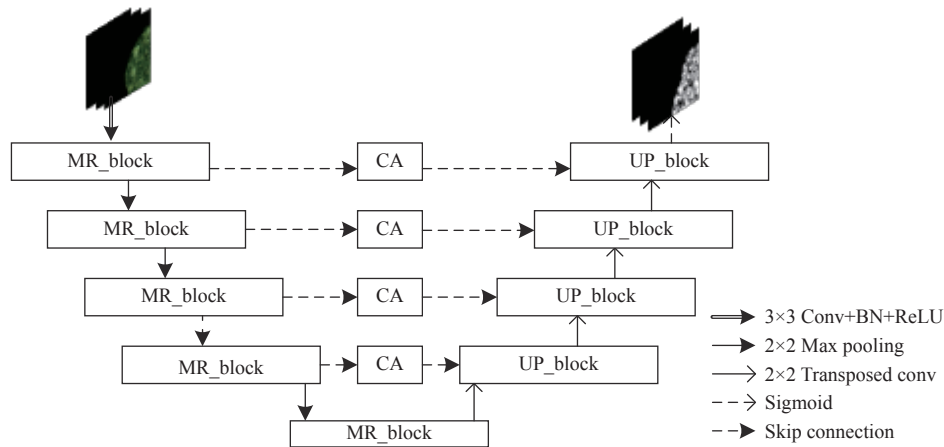 MR_block CA UP_block
MR_block CA UP_block
MR_block CA UP_block
MR_block CA UP_block
MR_block
3×3 Conv+BN+ReLU
2×2 Max pooling
2×2 Transposed conv
Sigmoid
Skip connection